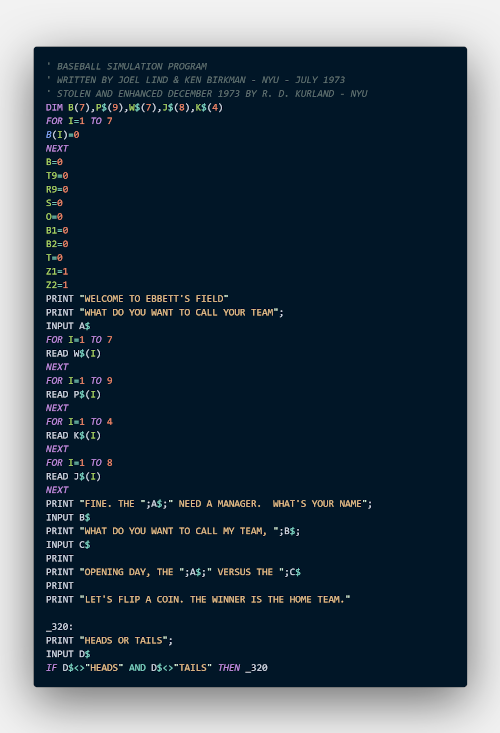 ' BASEBALL SIMULATION PROGRAM
' WRITTEN BY JOEL LIND & KEN BIRKMAN - NYU - JULY 1973
' STOLEN AND ENHANCED DECEMBER 1973 BY R. D. KURLAND - NYU
DIM B(7),P$(9),W$(7),J$(8),K$(4)
FOR I=1 TO 7
B(I)=0
NEXT
B=0
T9=0
R9=0
S=0
O=0
B1=0
B2=0
T=0
Z1=1
Z2=1
PRINT "WELCOME TO EBBETT'S FIELD"
PRINT "WHAT DO YOU WANT TO CALL YOUR TEAM";
INPUT A$
FOR I=1 TO 7
READ W$(I)
NEXT
FOR I=1 TO 9
READ P$(I)
NEXT
FOR I=1 TO 4
READ K$(I)
NEXT
FOR I=1 TO 8
READ J$(I)
NEXT
PRINT "FINE. THE ";A$;" NEED A MANAGER.  WHAT'S YOUR NAME";
INPUT B$
PRINT "WHAT DO YOU WANT TO CALL MY TEAM, ";B$;
INPUT C$
PRINT
PRINT "OPENING DAY, THE ";A$;" VERSUS THE ";C$
PRINT
PRINT "LET'S FLIP A COIN. THE WINNER IS THE HOME TEAM."

_320:
PRINT "HEADS OR TAILS";
INPUT D$
IF D$<>"HEADS" AND D$<>"TAILS" THEN _320